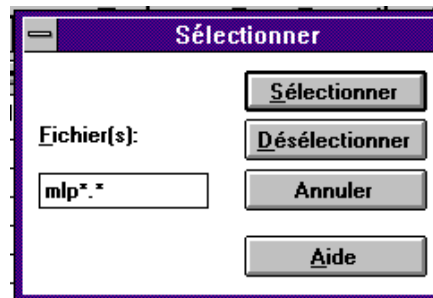 Sélectionner
Sélectionner
Fichier(s):
Désélectionner
mlp*.*
Annuler
Aide